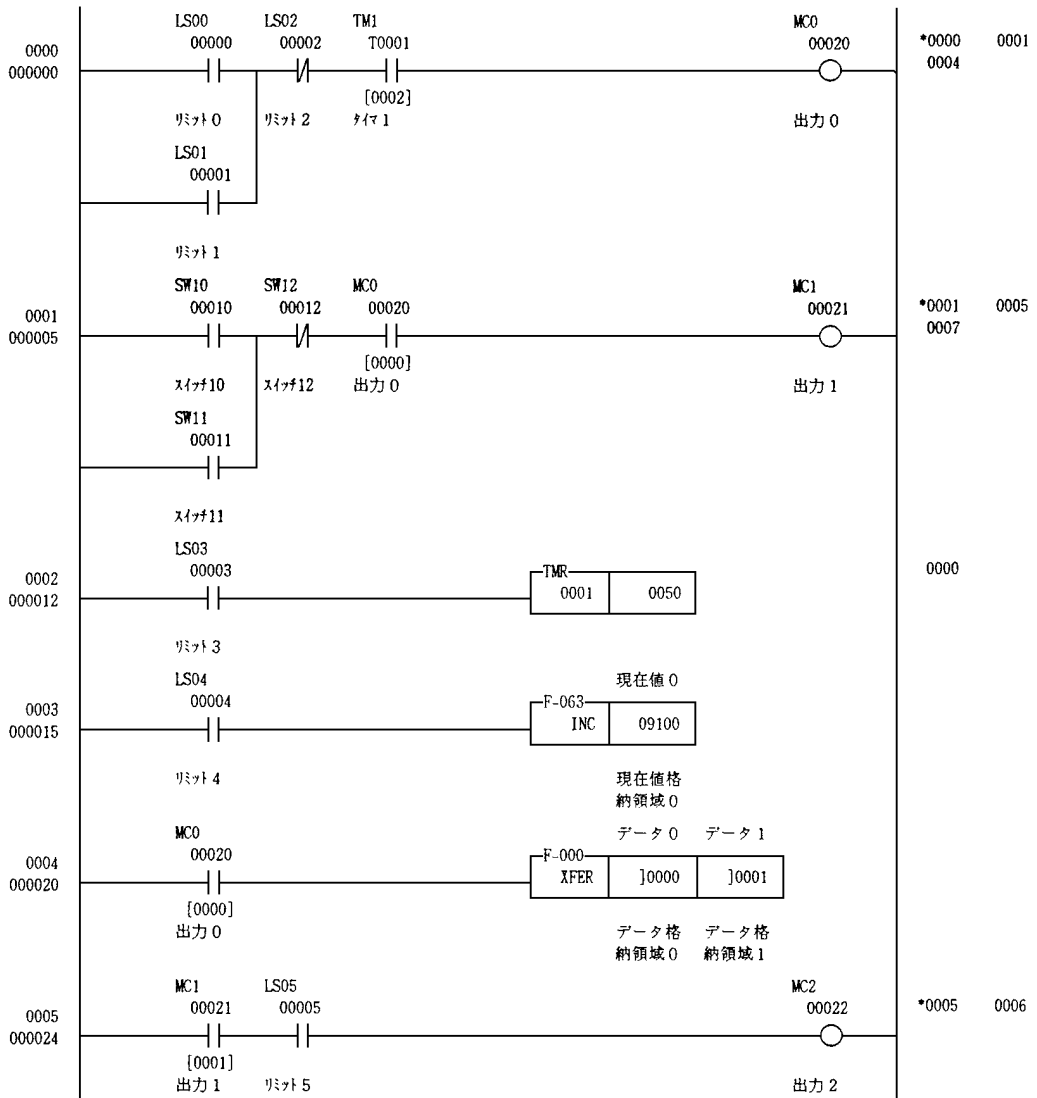 LS00 LS02 TM1 MC0
00000 00002 T0001 00020 *0000 0001
0000 0004
000000
[0002]
ﾘﾐｯﾄ 0 ﾘﾐｯﾄ 2 ﾀｲﾏ 1 出力 0
LS01
00001
ﾘﾐｯﾄ 1
SW10 SW12 MC0 MC1
00010 00012 00020 00021 *0001 0005
0001 0007
000005
[0000]
ｽｲｯﾁ10 ｽｲｯﾁ12 出力 0 出力 1
SW11
00011
ｽｲｯﾁ11
LS03
00003 TMR 0000
0002 0001 0050
000012
ﾘﾐｯﾄ 3
LS04 現在値 0
00004 F-063
0003 INC 09100
000015
ﾘﾐｯﾄ 4 現在値格
納領域 0
MC0 データ 0 データ 1
00020 F-000
0004 XFER ]0000 ]0001
000020
[0000]
出力 0 データ格 データ格
納領域 0 納領域 1
MC1 LS05 MC2
00021 00005 00022 *0005 0006
0005
000024
[0001]
出力 1 ﾘﾐｯﾄ 5 出力 2